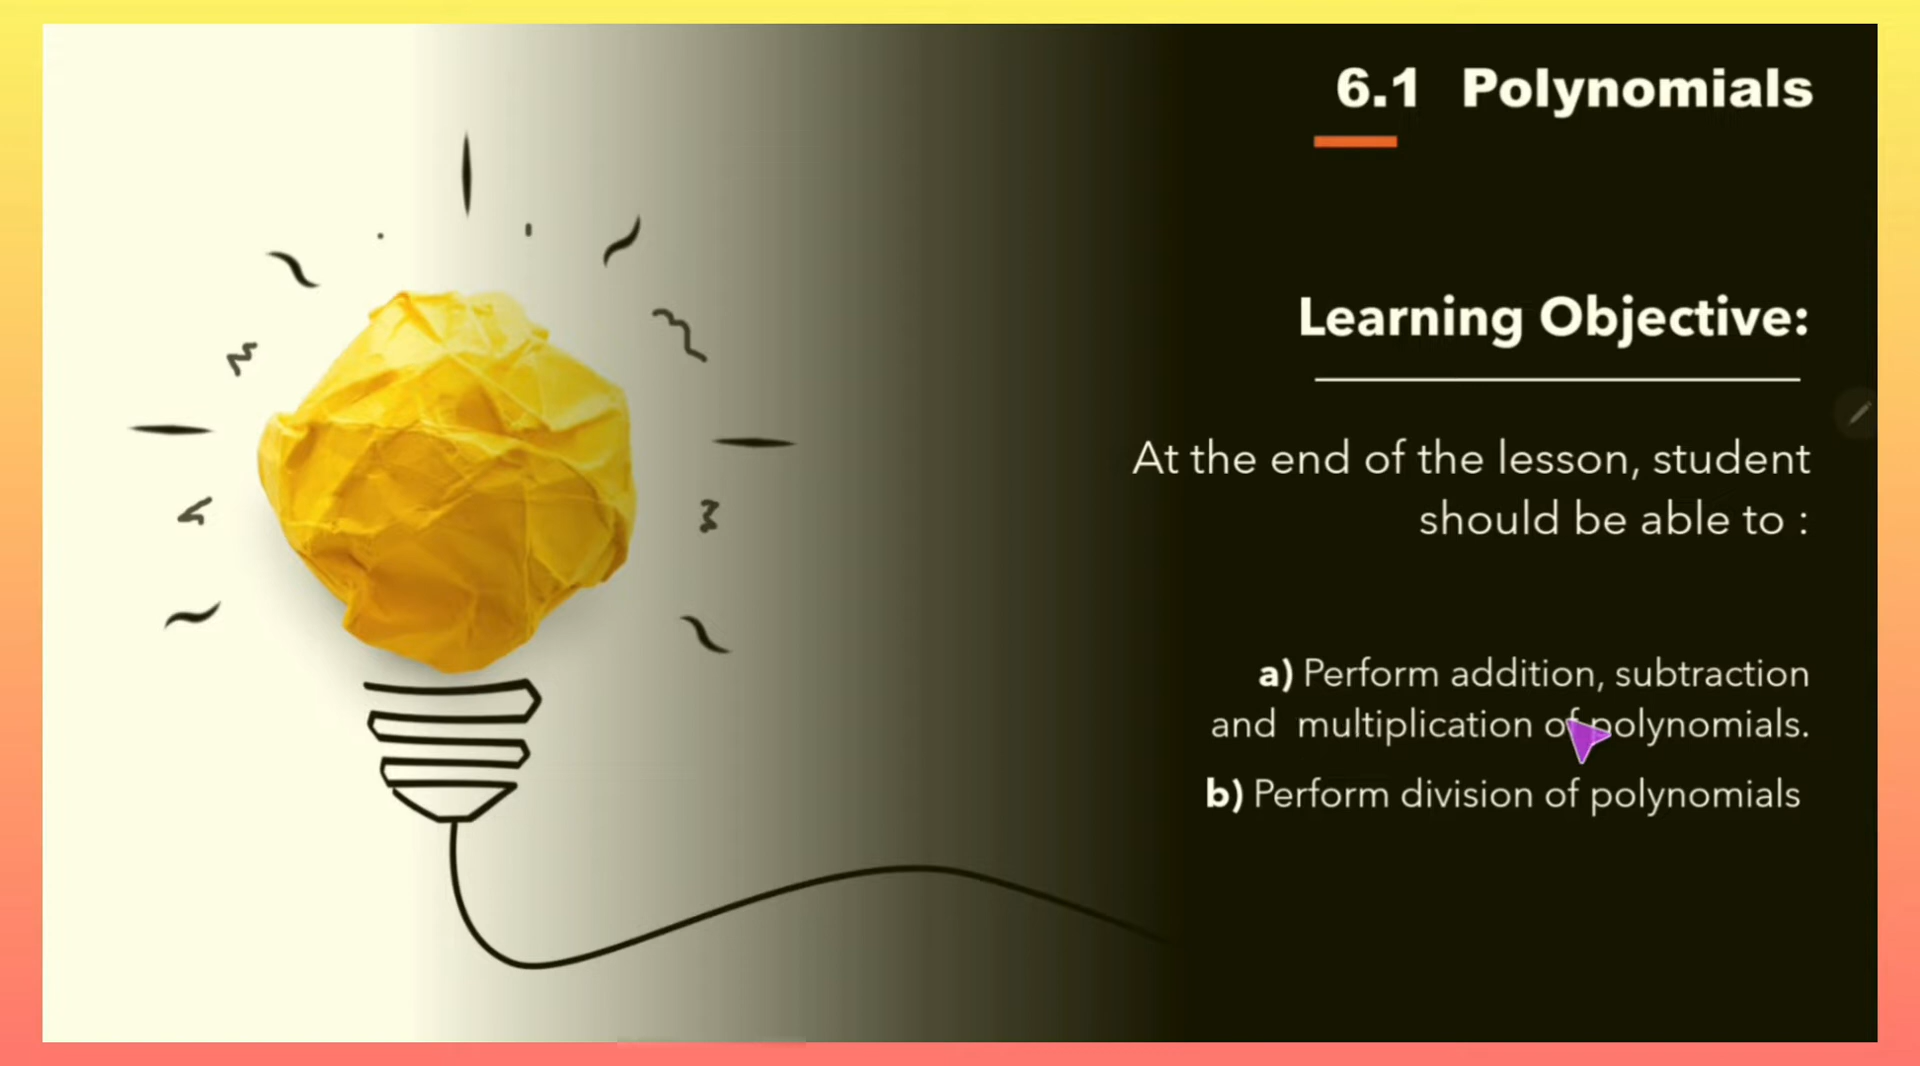 6.1 Polynomials
Learning Objective:
At the end of the lesson, student
should be able to :
a) Perform addition, subtraction
and multiplication of polynomials.
b) Perform division of polynomials